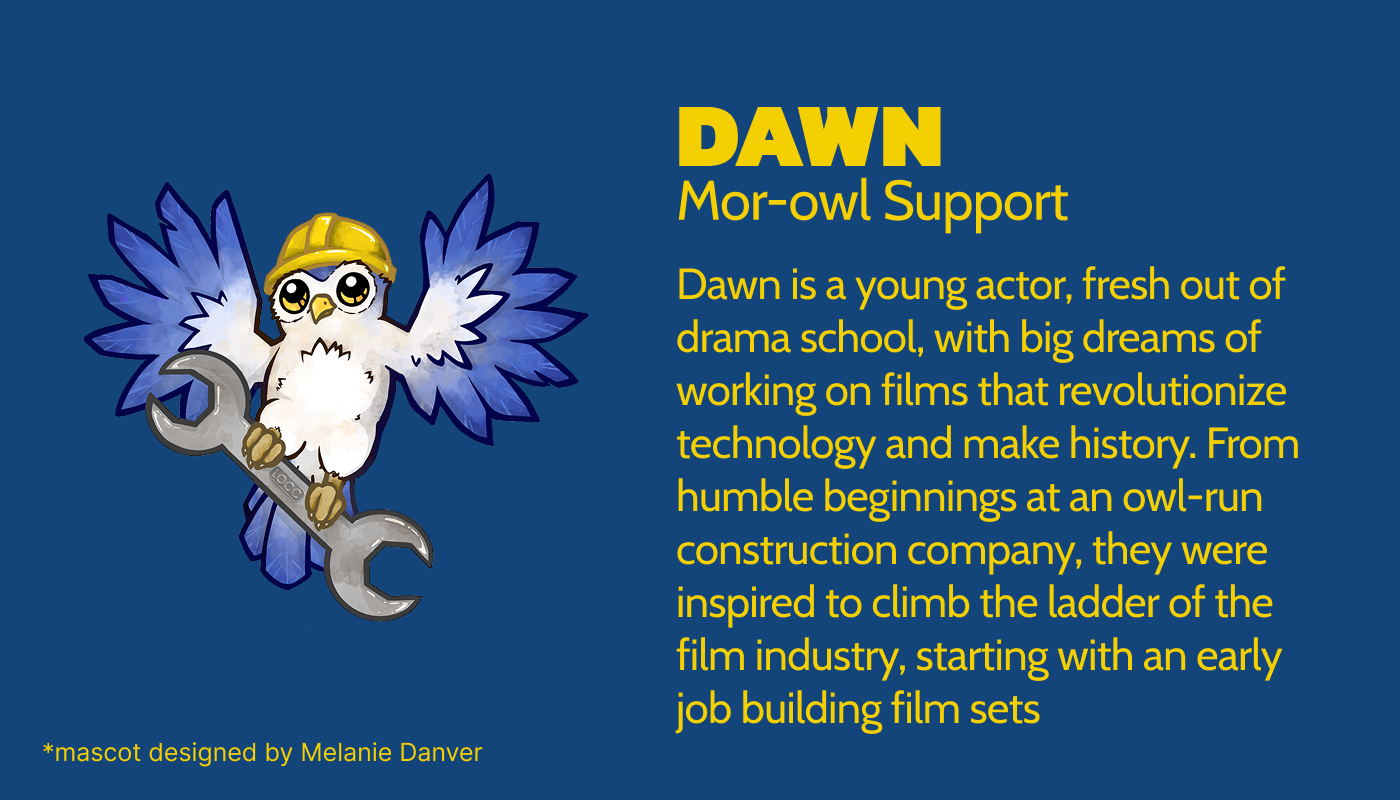 DAWN
Mor-owl Support
Dawn is a young actor, fresh out of
drama school, with big dreams of
working on films that revolutionize
technology and make history. From
humble beginnings at an owl-run
construction company, they were
inspired to climb the ladder of the
film industry, starting with an early
job building film sets
LOCC
*mascot designed by Melanie Danver